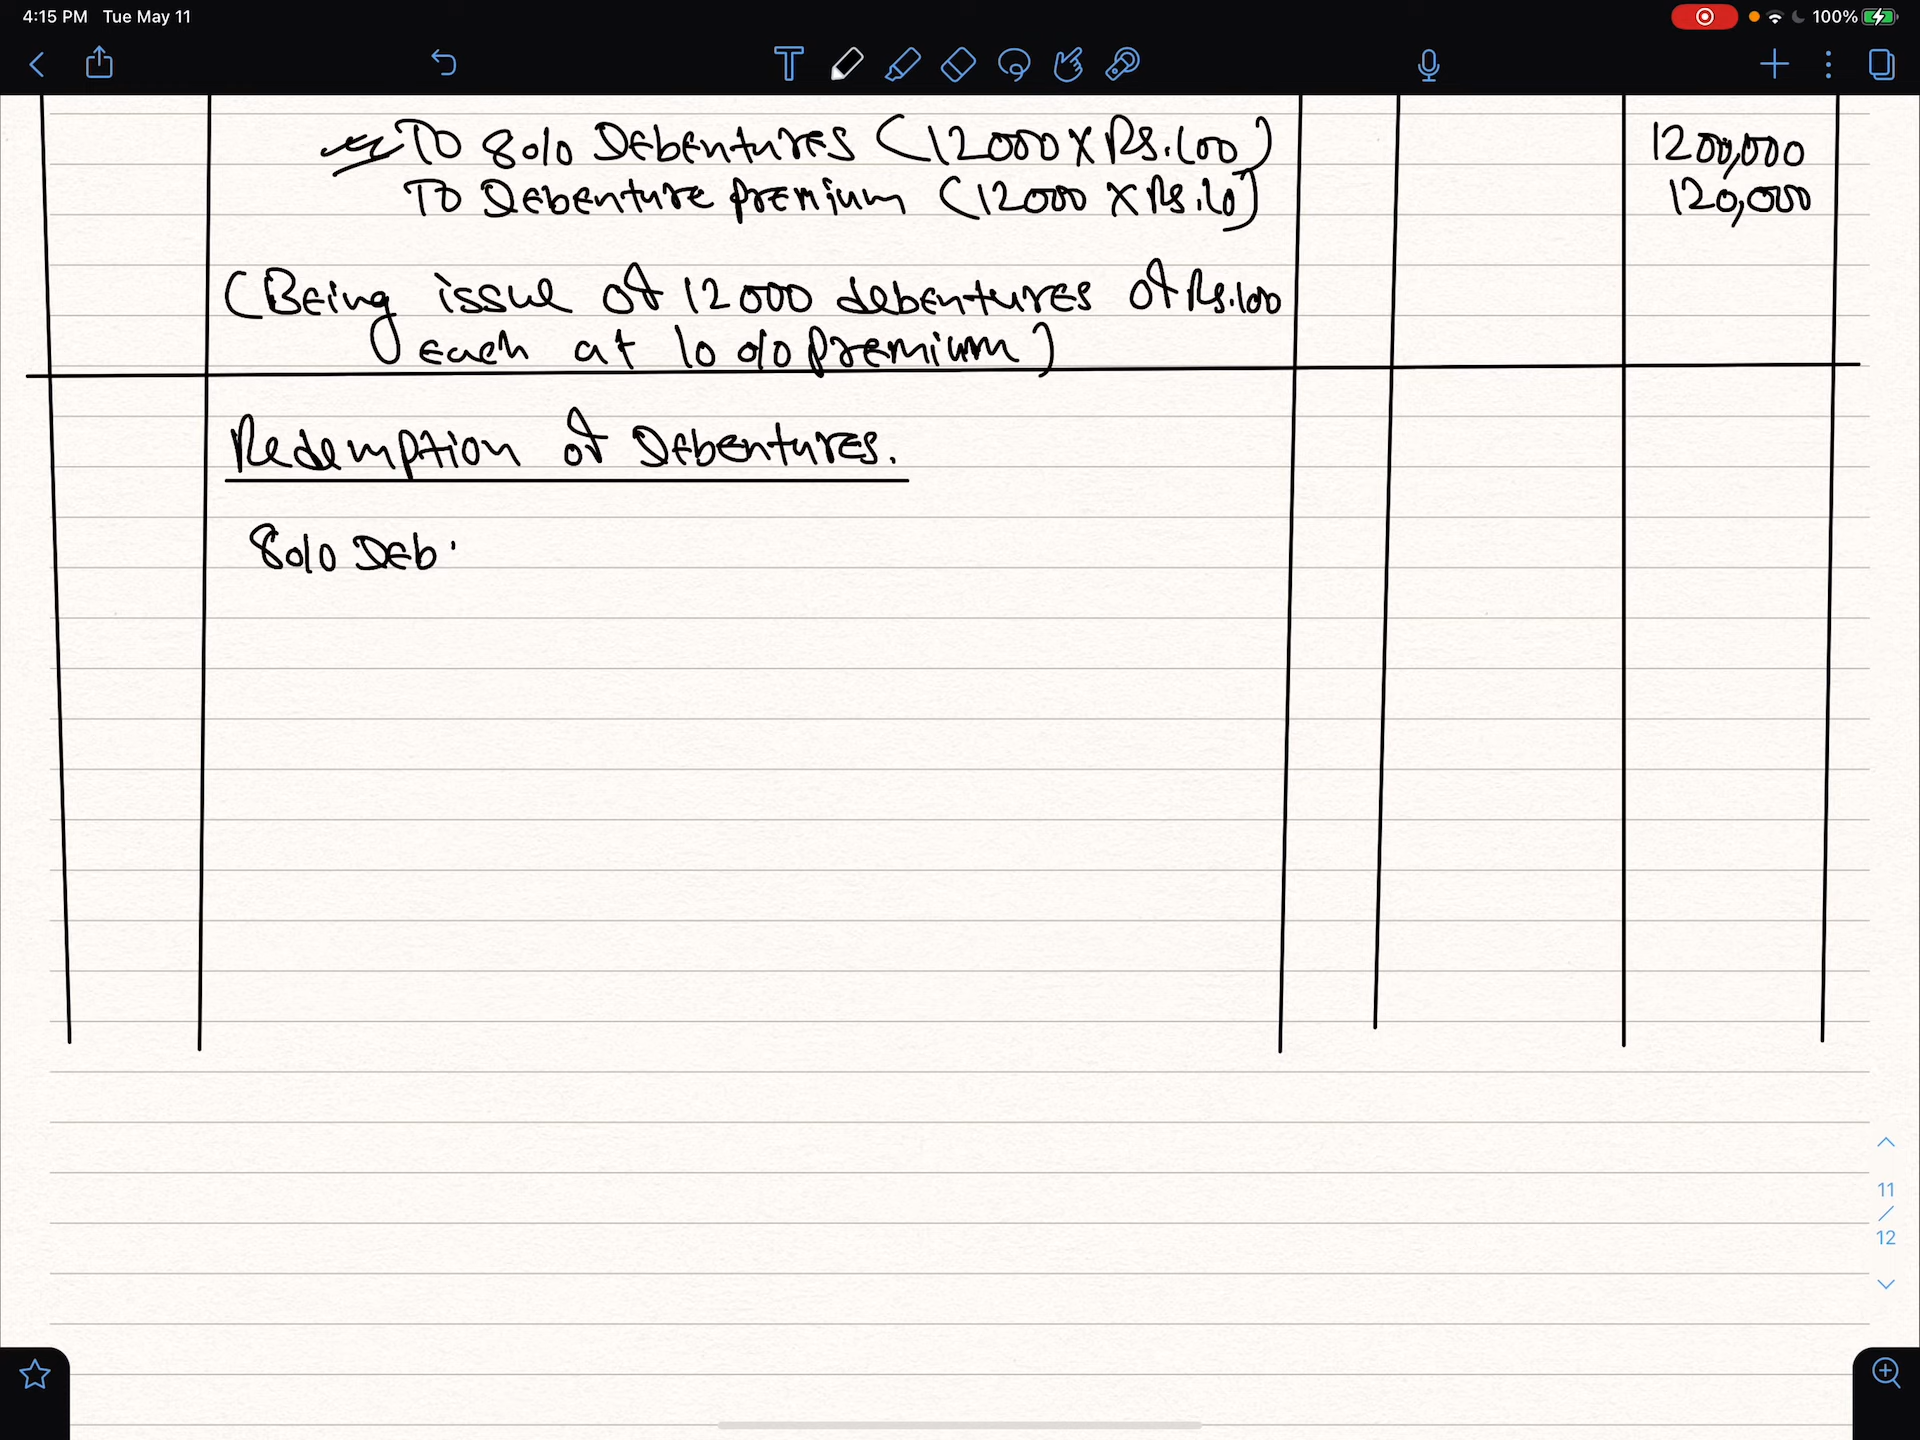 4:15 PM Tue May 11
100%
To 8% Debentures (12000 X Rs.100) 1200,000
To Debenture premium (12000 X Rs.10) 120,000
(Being issue of 12000 debentures of Rs.100
each at 10% premium)
Redemption of Debentures.
8% Deb.
11
/
12